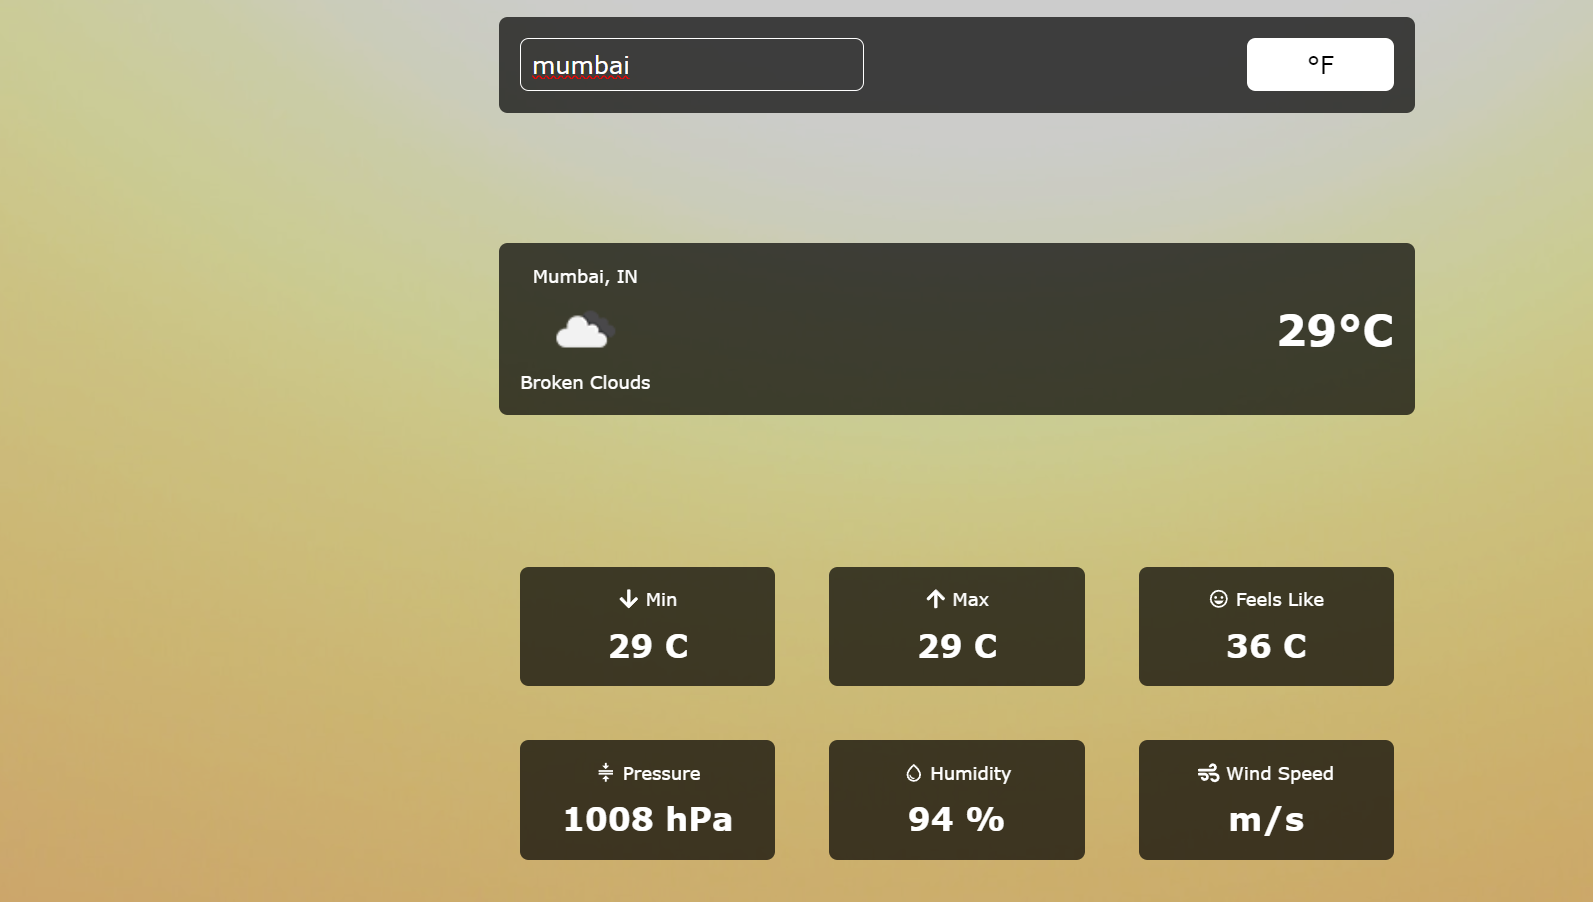 mumbai
°F
Mumbai, IN
Broken Clouds
29°C
Min
29 C
Max
29 C
Feels Like
36 C
Pressure
1008 hPa
Humidity
94 %
Wind Speed
m/s